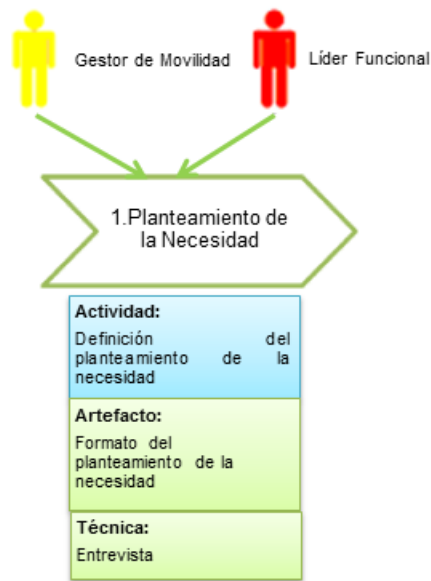 Gestor de Movilidad
Líder Funcional
1.Planteamiento de
la Necesidad
Actividad:
Definición del
planteamiento de la
necesidad
Artefacto:
Formato del
planteamiento de la
necesidad
Técnica:
Entrevista